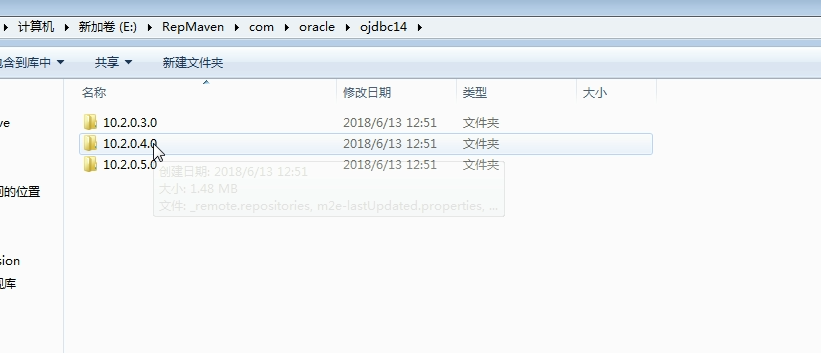 计算机 新加卷 (E:) RepMaven com oracle ojdbc14
含到库中 共享 新建文件夹
名称 修改日期 类型 大小
ve 10.2.0.3.0 2018/6/13 12:51 文件夹
10.2.0.4.0 2018/6/13 12:51 文件夹
10.2.0.5.0 2018/6/13 12:51 文件夹
创建日期: 2018/6/13 12:51
大小: 1.48 MB
的位置
文件: _remote.repositories, m2e-lastUpdated.properties, ...
sion
库